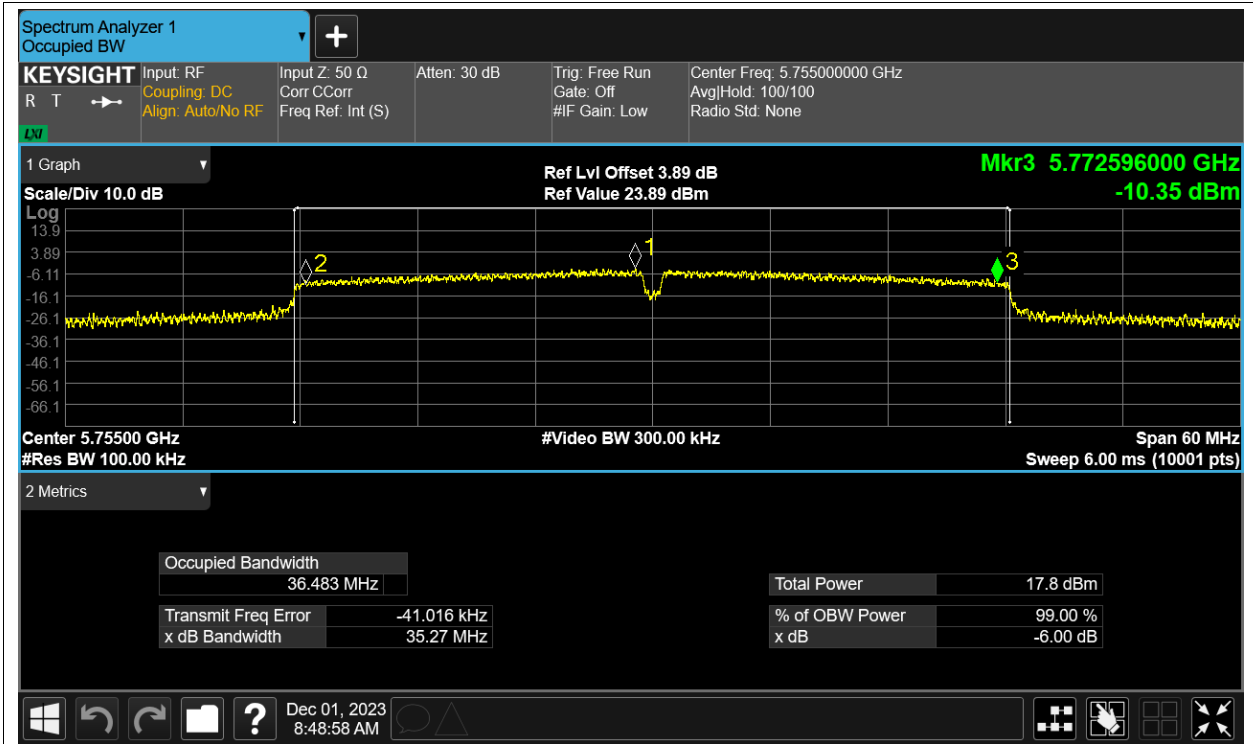 Spectrum Analyzer 1
Occupied BW
KEYSIGHT
R T
LXI
Input: RF
Coupling: DC
Align: Auto/No RF
Input Z: 50 Ω
Corr CCorr
Freq Ref: Int (S)
Atten: 30 dB
Trig: Free Run
Gate: Off
#IF Gain: Low
Center Freq: 5.755000000 GHz
Avg|Hold: 100/100
Radio Std: None
1 Graph
Scale/Div 10.0 dB
Ref Lvl Offset 3.89 dB
Ref Value 23.89 dBm
Mkr3 5.772596000 GHz
-10.35 dBm
Log
13.9
3.89
-6.11
-16.1
-26.1
-36.1
-46.1
-56.1
-66.1
2
1
3
Center 5.75500 GHz
#Res BW 100.00 kHz
#Video BW 300.00 kHz
Span 60 MHz
Sweep 6.00 ms (10001 pts)
2 Metrics
Occupied Bandwidth
36.483 MHz
Transmit Freq Error -41.016 kHz
x dB Bandwidth 35.27 MHz
Total Power 17.8 dBm
% of OBW Power 99.00 %
x dB -6.00 dB
?
Dec 01, 2023
8:48:58 AM